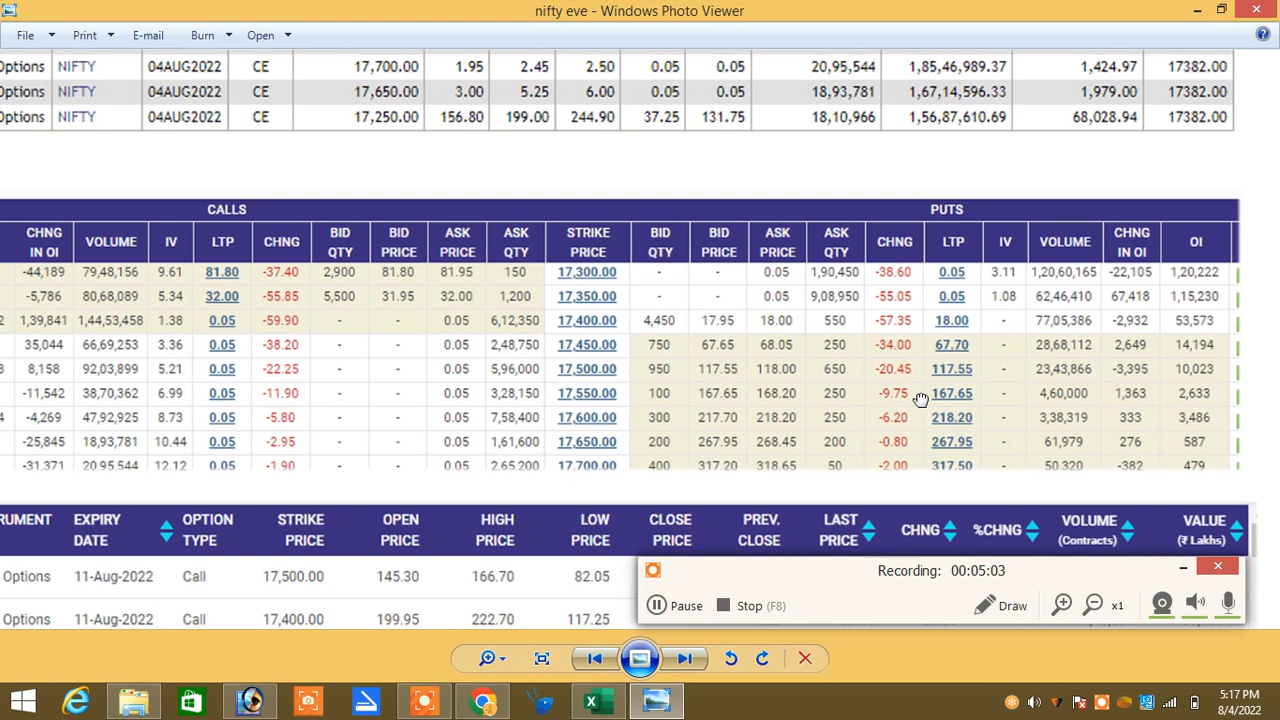 nifty eve - Windows Photo Viewer
File Print E-mail Burn Open
Options NIFTY 04AUG2022 CE 17,700.00 1.95 2.45 2.50 0.05 0.05 20,95,544 1,85,46,989.37 1,424.97 17382.00
Options NIFTY 04AUG2022 CE 17,650.00 3.00 5.25 6.00 0.05 0.05 18,93,781 1,67,14,596.33 1,979.00 17382.00
Options NIFTY 04AUG2022 CE 17,250.00 156.80 199.00 244.90 37.25 131.75 18,10,966 1,56,87,610.69 68,028.94 17382.00
CALLS PUTS
CHNG IN OI VOLUME IV LTP CHNG BID QTY BID PRICE ASK PRICE ASK QTY STRIKE PRICE BID QTY BID PRICE ASK PRICE ASK QTY CHNG LTP IV VOLUME CHNG IN OI OI
-44,189 79,48,156 9.61 81.80 -37.40 2,900 81.80 81.95 150 17,300.00 - - 0.05 1,90,450 -38.60 0.05 3.11 1,20,60,165 -22,105 1,20,222
-5,786 80,68,089 5.34 32.00 -55.85 5,500 31.95 32.00 1,200 17,350.00 - - 0.05 9,08,950 -55.05 0.05 1.08 62,46,410 67,418 1,15,230
2 1,39,841 1,44,53,458 1.38 0.05 -59.90 - - 0.05 6,12,350 17,400.00 4,450 17.95 18.00 550 -57.35 18.00 - 77,05,386 -2,932 53,573
35,044 66,69,253 3.36 0.05 -38.20 - - 0.05 2,48,750 17,450.00 750 67.65 68.05 250 -34.00 67.70 - 28,68,112 2,649 14,194
8 8,158 92,03,899 5.21 0.05 -22.25 - - 0.05 5,96,000 17,500.00 950 117.55 118.00 650 -20.45 117.55 - 23,43,866 -3,395 10,023
-11,542 38,70,362 6.99 0.05 -11.90 - - 0.05 3,28,150 17,550.00 100 167.65 168.20 250 -9.75 167.65 - 4,60,000 1,363 2,633
4 -4,269 47,92,925 8.73 0.05 -5.80 - - 0.05 7,58,400 17,600.00 300 217.70 218.20 250 -6.20 218.20 - 3,38,319 333 3,486
-25,845 18,93,781 10.44 0.05 -2.95 - - 0.05 1,61,600 17,650.00 200 267.95 268.45 200 -0.80 267.95 - 61,979 276 587
-31,371 20,95,544 12.12 0.05 -1.90 - - 0.05 2,65,200 17,700.00 400 317.20 318.65 50 -2.00 317.50 - 50,320 -382 479
RUMENT EXPIRY DATE OPTION TYPE STRIKE PRICE OPEN PRICE HIGH PRICE LOW PRICE CLOSE PRICE PREV. CLOSE LAST PRICE CHNG %CHNG VOLUME (Contracts) VALUE (₹ Lakhs)
Options 11-Aug-2022 Call 17,500.00 145.30 166.70 82.05
Options 11-Aug-2022 Call 17,400.00 199.95 222.70 117.25
Recording: 00:05:03
Pause Stop (F8) Draw x1
5:17 PM
8/4/2022